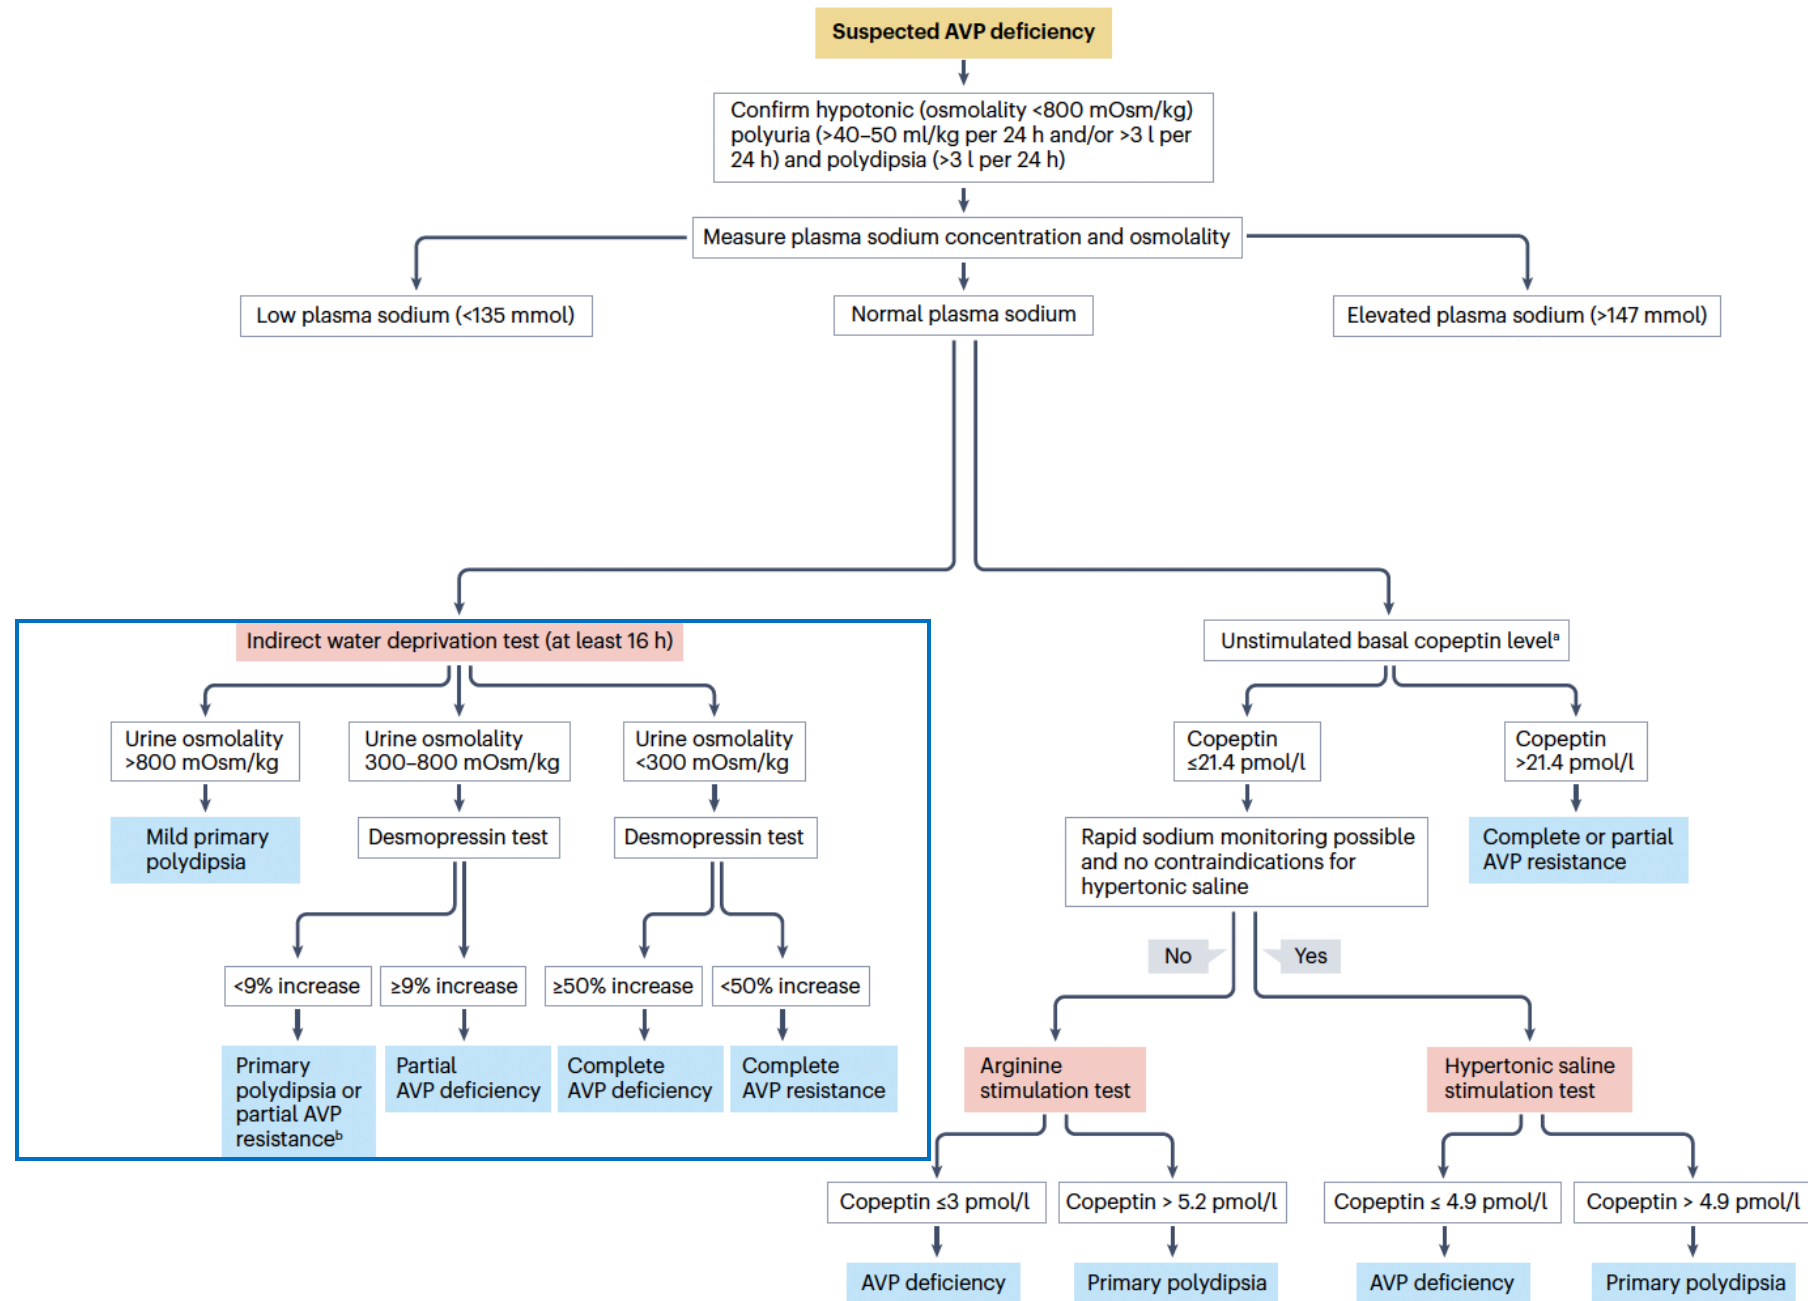 Suspected AVP deficiency
Confirm hypotonic (osmolality <800 mOsm/kg)
polyuria (>40–50 ml/kg per 24 h and/or >3 l per
24 h) and polydipsia (>3 l per 24 h)
Measure plasma sodium concentration and osmolality
Low plasma sodium (<135 mmol)
Normal plasma sodium
Elevated plasma sodium (>147 mmol)
Indirect water deprivation test (at least 16 h)
Urine osmolality
>800 mOsm/kg
Urine osmolality
300–800 mOsm/kg
Urine osmolality
<300 mOsm/kg
Mild primary
polydipsia
Desmopressin test
Desmopressin test
<9% increase
≥9% increase
≥50% increase
<50% increase
Primary
polydipsia or
partial AVP
resistanceᵇ
Partial
AVP deficiency
Complete
AVP deficiency
Complete
AVP resistance
Unstimulated basal copeptin levelᵃ
Copeptin
≤21.4 pmol/l
Copeptin
>21.4 pmol/l
Rapid sodium monitoring possible
and no contraindications for
hypertonic saline
Complete or partial
AVP resistance
No
Yes
Arginine
stimulation test
Hypertonic saline
stimulation test
Copeptin ≤3 pmol/l
Copeptin > 5.2 pmol/l
Copeptin ≤ 4.9 pmol/l
Copeptin > 4.9 pmol/l
AVP deficiency
Primary polydipsia
AVP deficiency
Primary polydipsia